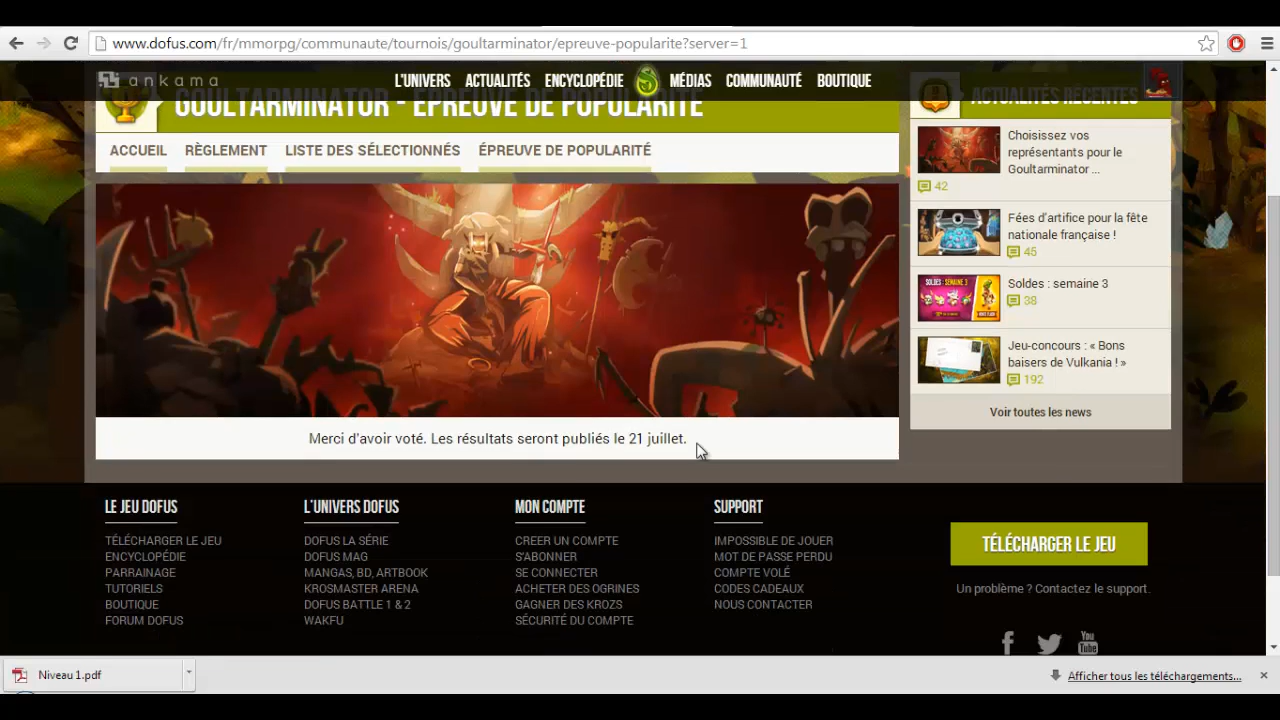 www.dofus.com/fr/mmorpg/communaute/tournois/goultarminator/epreuve-popularite?server=1
ankama
L'UNIVERS ACTUALITÉS ENCYCLOPÉDIE MÉDIAS COMMUNAUTÉ BOUTIQUE
GOULTARMINATOR - EPREUVE DE POPULARITÉ
ACCUEIL RÈGLEMENT LISTE DES SÉLECTIONNÉS ÉPREUVE DE POPULARITÉ
Merci d'avoir voté. Les résultats seront publiés le 21 juillet.
ACTUALITÉS RÉCENTES
Choisissez vos
représentants pour le
Goultarminator ...
42
Fées d'artifice pour la fête
nationale française !
45
SOLDES : SEMAINE 3
Soldes : semaine 3
38
Jeu-concours : « Bons
baisers de Vulkania ! »
192
Voir toutes les news
LE JEU DOFUS
TÉLÉCHARGER LE JEU
ENCYCLOPÉDIE
PARRAINAGE
TUTORIELS
BOUTIQUE
FORUM DOFUS
L'UNIVERS DOFUS
DOFUS LA SÉRIE
DOFUS MAG
MANGAS, BD, ARTBOOK
KROSMASTER ARENA
DOFUS BATTLE 1 & 2
WAKFU
MON COMPTE
CREER UN COMPTE
S'ABONNER
SE CONNECTER
ACHETER DES OGRINES
GAGNER DES KROZS
SÉCURITÉ DU COMPTE
SUPPORT
IMPOSSIBLE DE JOUER
MOT DE PASSE PERDU
COMPTE VOLÉ
CODES CADEAUX
NOUS CONTACTER
TÉLÉCHARGER LE JEU
Un problème ? Contactez le support.
You Tube
Niveau 1.pdf
Afficher tous les téléchargements...